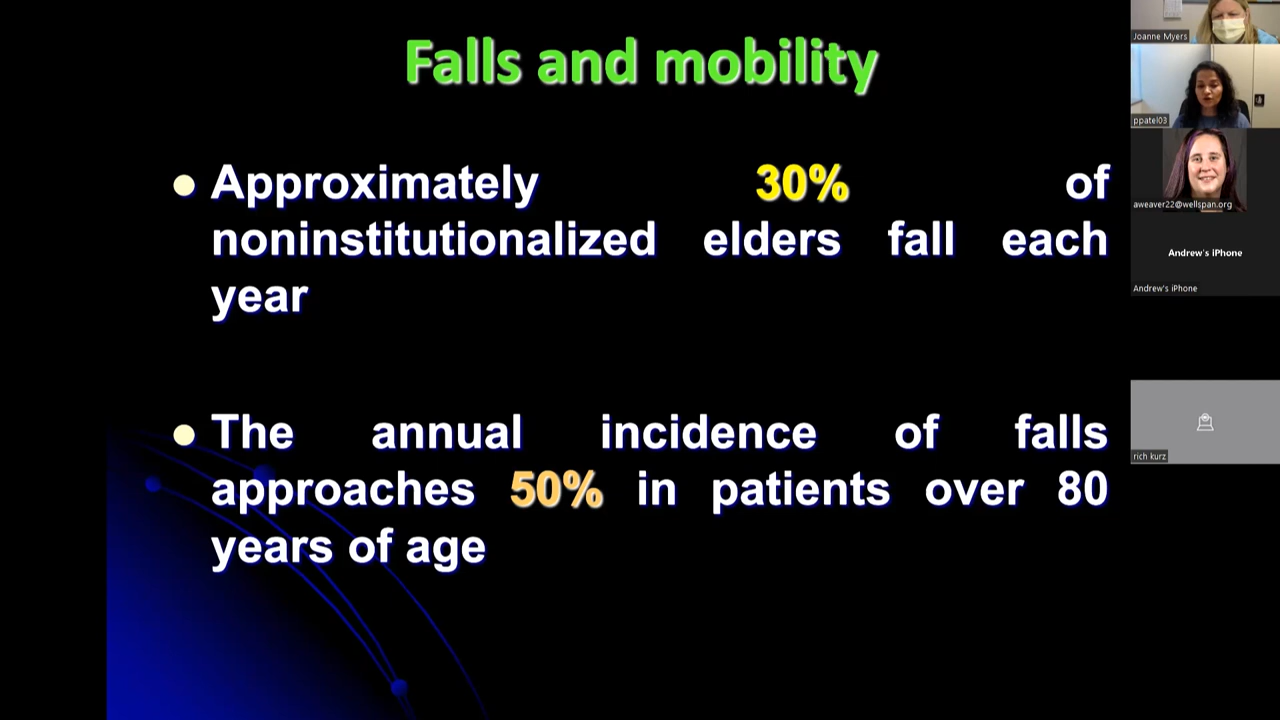 Falls and mobility
Approximately 30% of
noninstitutionalized elders fall each
year
The annual incidence of falls
approaches 50% in patients over 80
years of age
Joanne Myers
ppatel03
aweaver22@wellspan.org
Andrew's iPhone
Andrew's iPhone
rich kurz